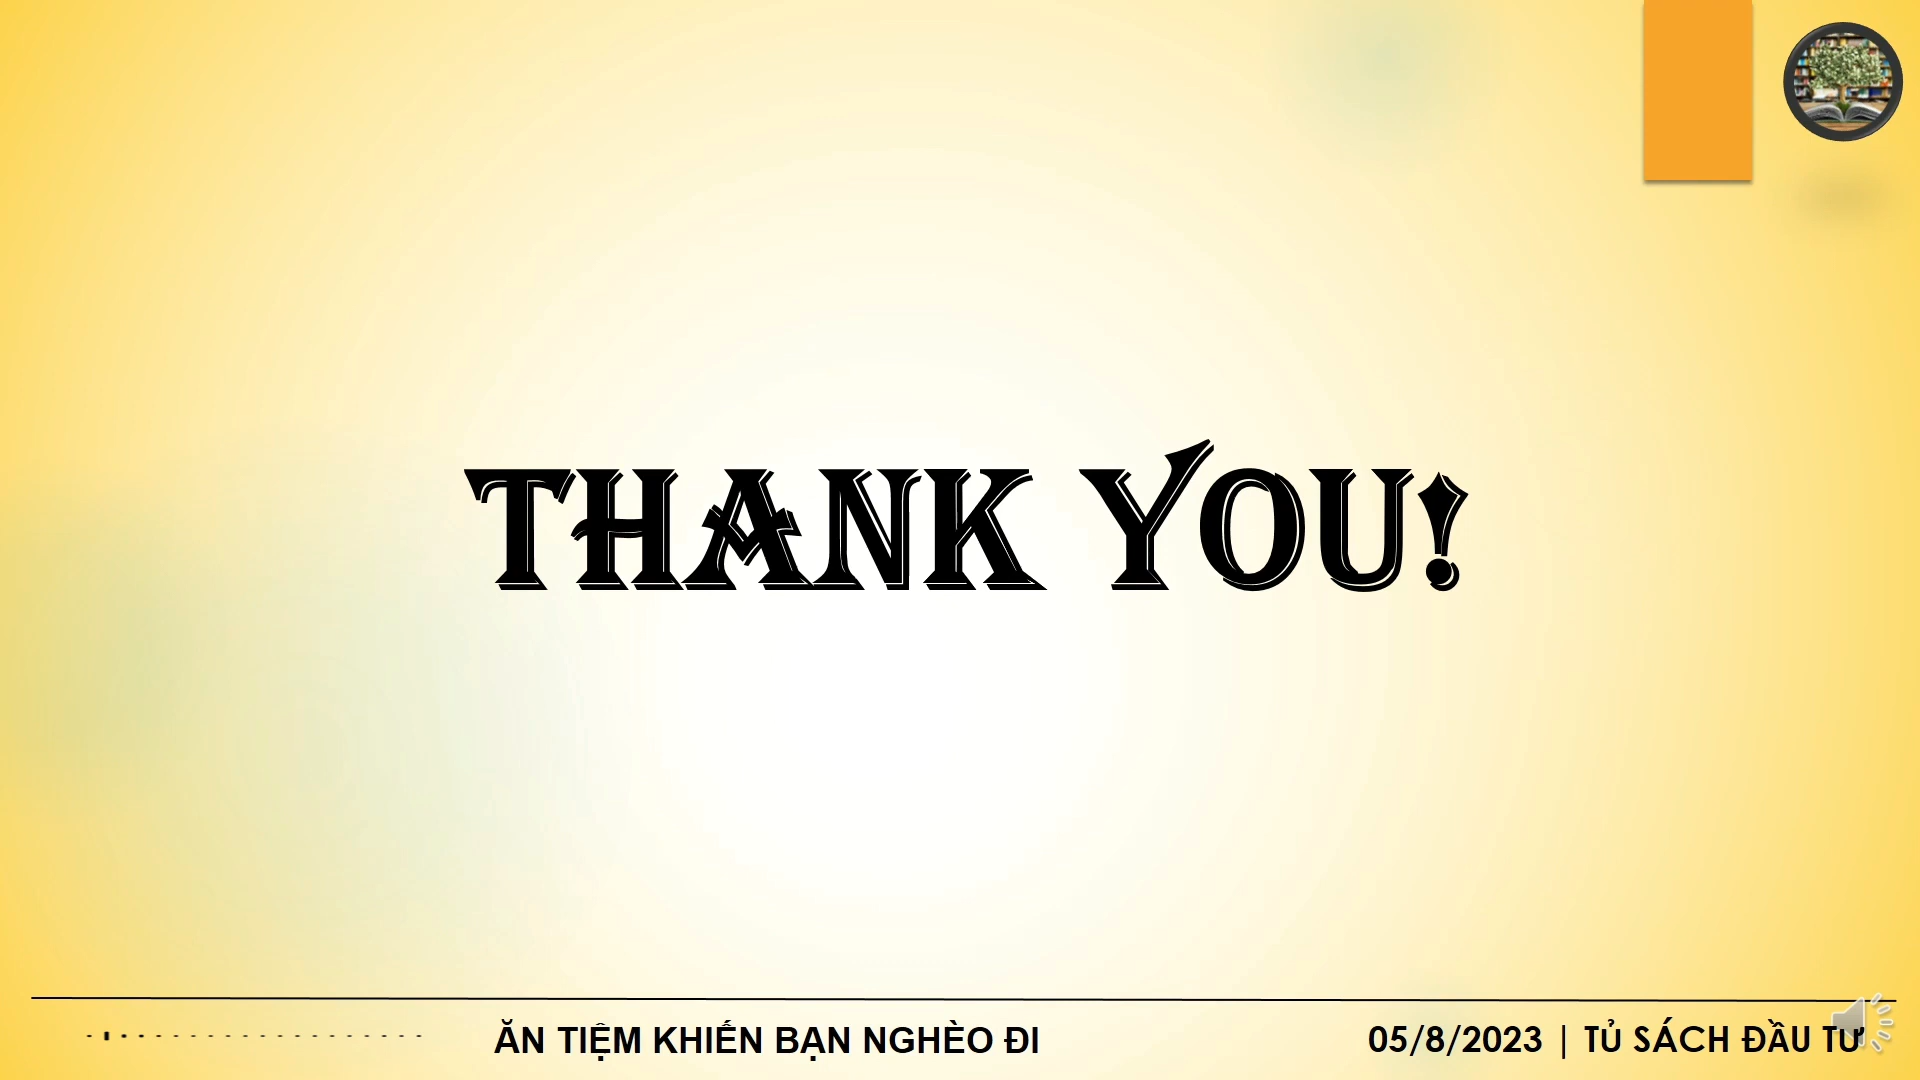 THANK YOU!
ĂN TIỆM KHIẾN BẠN NGHÈO ĐI
05/8/2023 | TỦ SÁCH ĐẦU TƯ